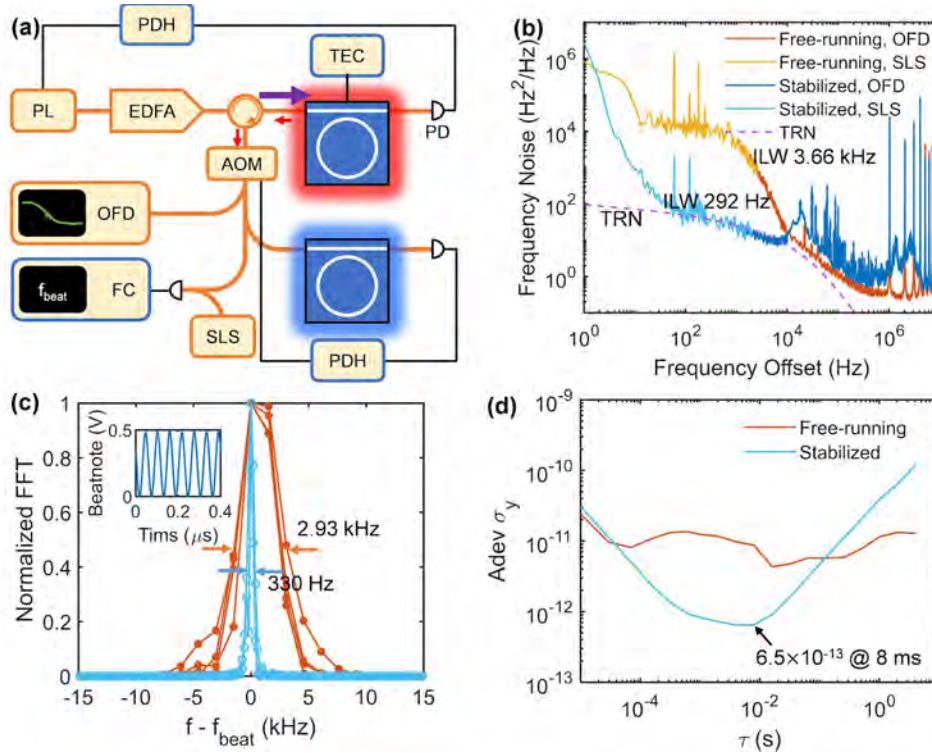 (a)
PDH
TEC
PL
EDFA
PD
AOM
OFD
f_beat
FC
SLS
PDH
(b)
Frequency Noise (Hz²/Hz)
10⁶
10⁴
10²
10⁰
Free-running, OFD
Free-running, SLS
Stabilized, OFD
Stabilized, SLS
TRN
ILW 3.66 kHz
ILW 292 Hz
TRN
10⁰ 10² 10⁴ 10⁶
Frequency Offset (Hz)
(c)
Normalized FFT
1
0.8
0.6
0.4
0.2
0
Beatnote (V)
0.5
0
0 0.2 0.4
Tims (μs)
2.93 kHz
330 Hz
-15 -10 -5 0 5 10 15
f - f_beat (kHz)
(d)
Adev σ_y
10⁻⁹
10⁻¹⁰
10⁻¹¹
10⁻¹²
10⁻¹³
Free-running
Stabilized
6.5×10⁻¹³ @ 8 ms
10⁻⁴ 10⁻² 10⁰
τ (s)